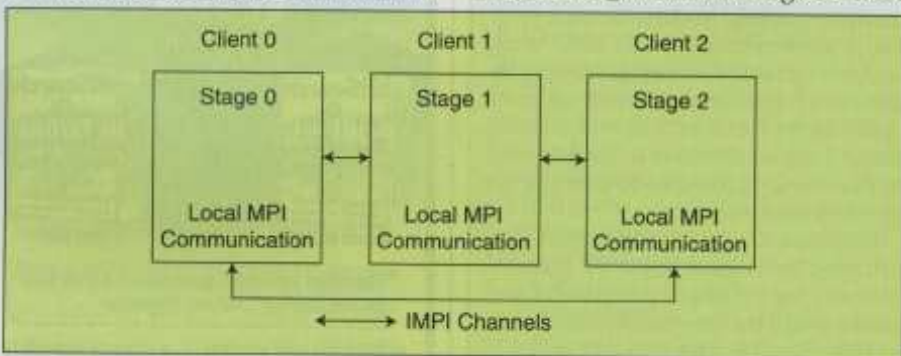 Client 0 Client 1 Client 2
Stage 0 Stage 1 Stage 2
Local MPI Local MPI Local MPI
Communication Communication Communication
IMPI Channels